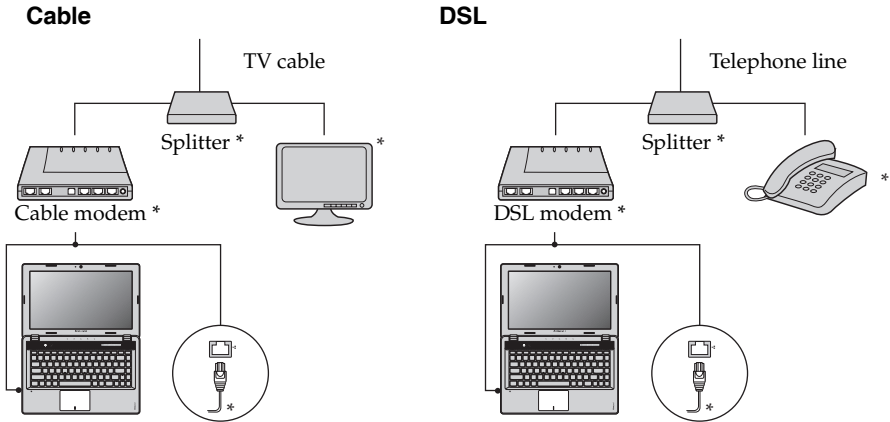 Cable
TV cable
Splitter *
*
Cable modem *
*
DSL
Telephone line
Splitter *
*
DSL modem *
*